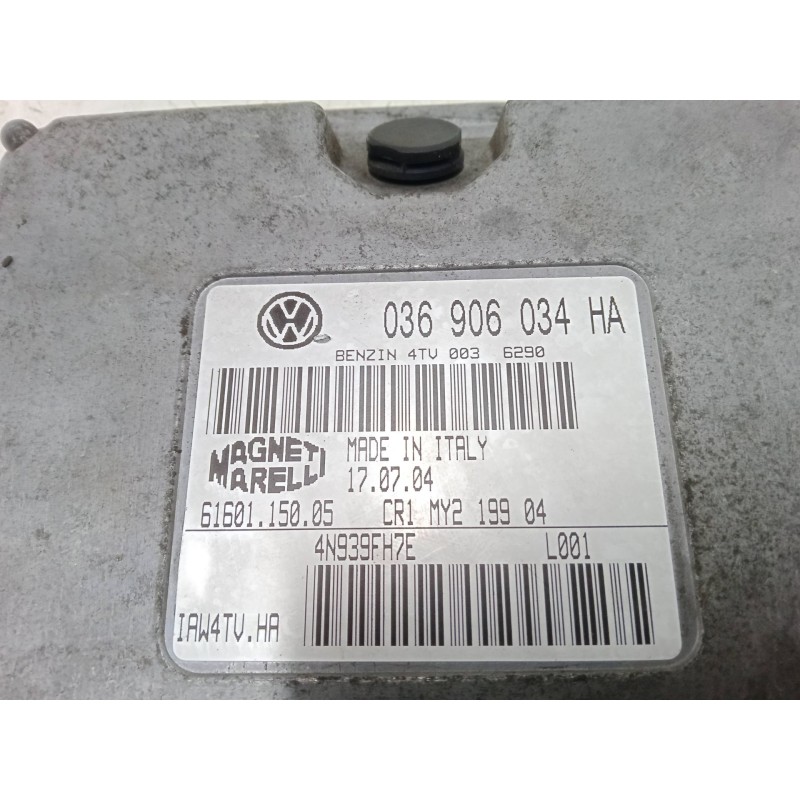 VW
036 906 034 HA
BENZIN 4TV 003 6290
MAGNETI MARELLI
MADE IN ITALY
17.07.04
61601.150.05 CR1 MY2 199 04
4N939FH7E L001
IAW4TV.HA